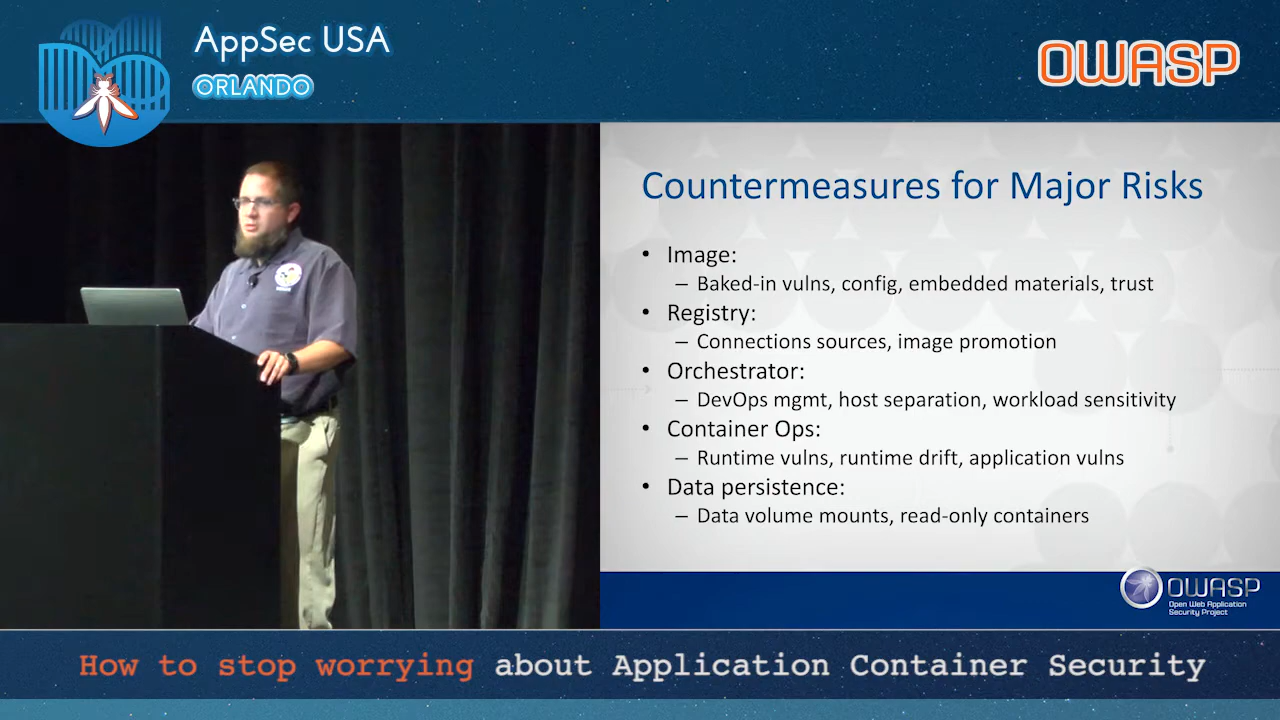 AppSec USA
ORLANDO
OWASP
Countermeasures for Major Risks
• Image:
– Baked-in vulns, config, embedded materials, trust
• Registry:
– Connections sources, image promotion
• Orchestrator:
– DevOps mgmt, host separation, workload sensitivity
• Container Ops:
– Runtime vulns, runtime drift, application vulns
• Data persistence:
– Data volume mounts, read-only containers
OWASP
Open Web Application
Security Project
How to stop worrying about Application Container Security